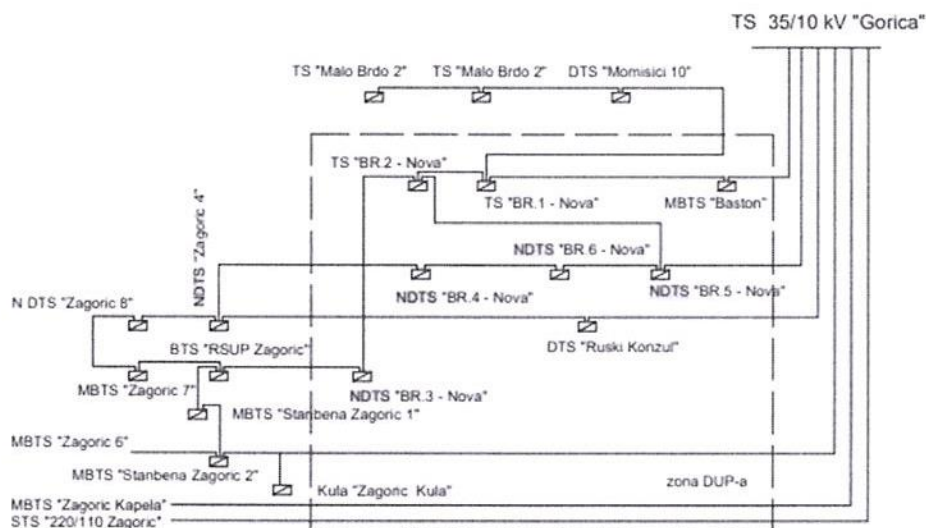 TS 35/10 kV "Gorica"
TS "Malo Brdo 2"
TS "Malo Brdo 2"
DTS "Momisici 10"
TS "BR.2 - Nova"
TS "BR.1 - Nova"
MBTS "Baston"
NDTS "Zagoric 4"
NDTS "BR.6 - Nova"
NDTS "BR.4 - Nova"
NDTS "BR.5 - Nova"
N DTS "Zagoric 8"
BTS "RSUP Zagoric"
DTS "Ruski Konzul"
MBTS "Zagoric 7"
NDTS "BR.3 - Nova"
MBTS "Stanbena Zagoric 1"
MBTS "Zagoric 6"
MBTS "Stanbena Zagoric 2"
Kula "Zagoric Kula"
zona DUP-a
MBTS "Zagoric Kapela"
STS "220/110 Zagoric"